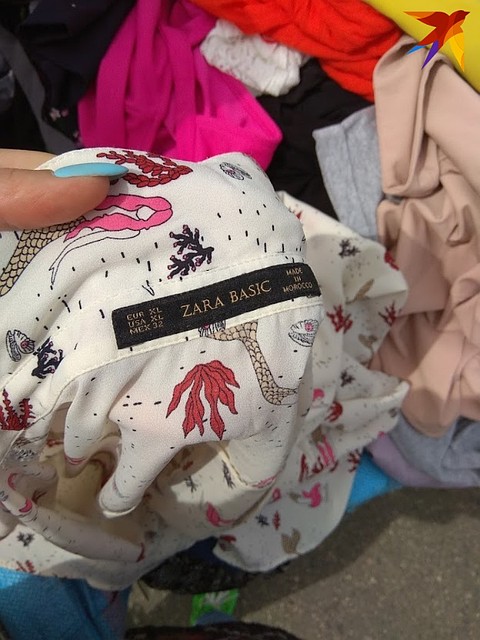 EUR XL
USA XL
MEX 32
ZARA BASIC
MADE
IN
MOROCCO